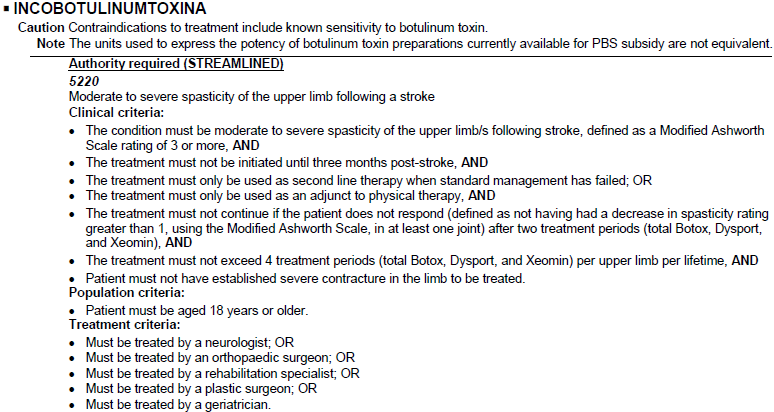 ▪ INCOBOTULINUMTOXINA
Caution Contraindications to treatment include known sensitivity to botulinum toxin.
Note The units used to express the potency of botulinum toxin preparations currently available for PBS subsidy are not equivalent.
Authority required (STREAMLINED)
5220
Moderate to severe spasticity of the upper limb following a stroke
Clinical criteria:
• The condition must be moderate to severe spasticity of the upper limb/s following stroke, defined as a Modified Ashworth
Scale rating of 3 or more, AND
• The treatment must not be initiated until three months post-stroke, AND
• The treatment must only be used as second line therapy when standard management has failed; OR
• The treatment must only be used as an adjunct to physical therapy, AND
• The treatment must not continue if the patient does not respond (defined as not having had a decrease in spasticity rating
greater than 1, using the Modified Ashworth Scale, in at least one joint) after two treatment periods (total Botox, Dysport,
and Xeomin), AND
• The treatment must not exceed 4 treatment periods (total Botox, Dysport, and Xeomin) per upper limb per lifetime, AND
• Patient must not have established severe contracture in the limb to be treated.
Population criteria:
• Patient must be aged 18 years or older.
Treatment criteria:
• Must be treated by a neurologist; OR
• Must be treated by an orthopaedic surgeon; OR
• Must be treated by a rehabilitation specialist; OR
• Must be treated by a plastic surgeon; OR
• Must be treated by a geriatrician.